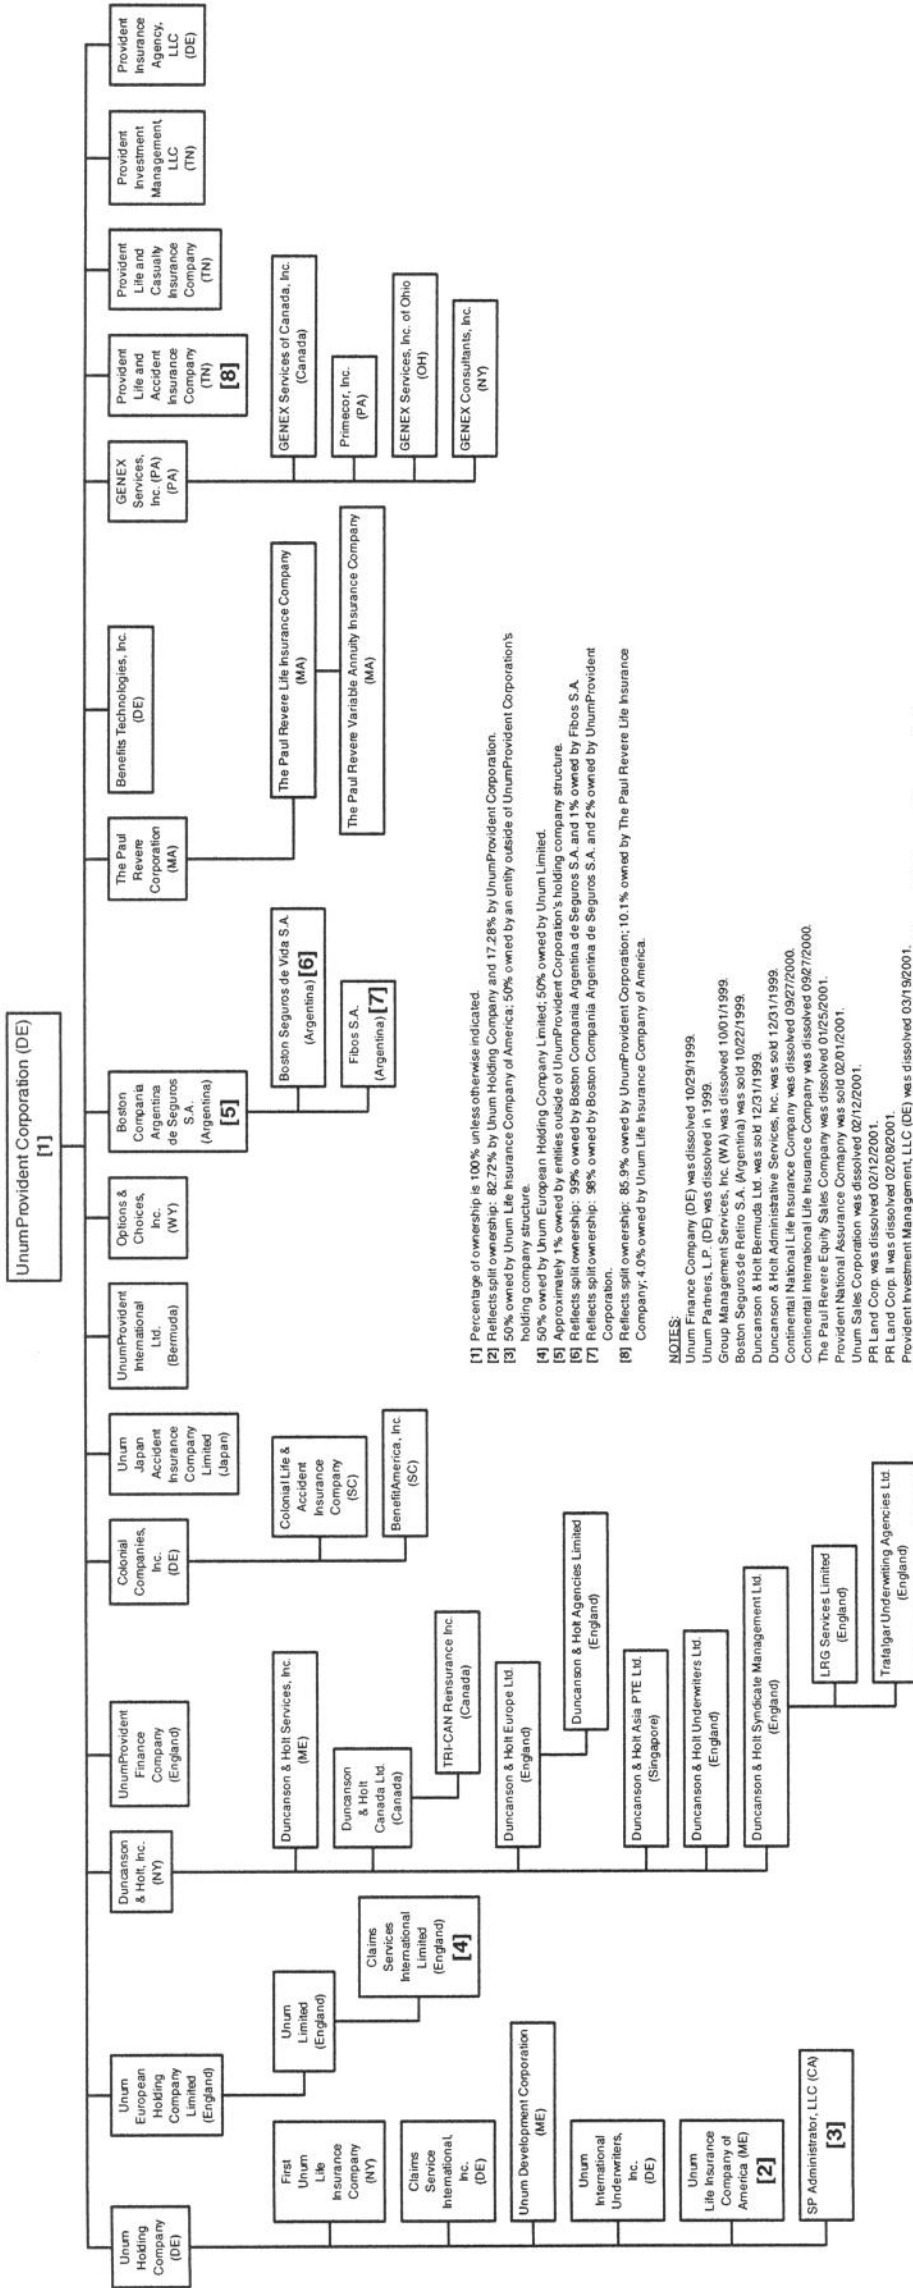 UnumProvident Corporation (DE)
[1]
Unum
Holding
Company
(DE)
First
Unum
Life
Insurance
Company
(NY)
Claims
Service
International,
Inc.
(DE)
Unum Development Corporation
(ME)
Unum
International
Underwriters,
Inc.
(DE)
Unum
Life Insurance
Company of
America (ME)
[2]
SP Administrator, LLC (CA)
[3]
Unum
European
Holding
Company
Limited
(England)
Unum
Limited
(England)
Claims
Services
International
Limited
(England)
[4]
Duncanson
& Holt, Inc.
(NY)
Duncanson & Holt Services, Inc.
(ME)
Duncanson
& Holt
Canada Ltd.
(Canada)
TRI-CAN Reinsurance Inc.
(Canada)
Duncanson & Holt Europe Ltd.
(England)
Duncanson & Holt Agencies Limited
(England)
Duncanson & Holt Asia PTE Ltd.
(Singapore)
Duncanson & Holt Underwriters Ltd.
(England)
Duncanson & Holt Syndicate Management Ltd.
(England)
LRG Services Limited
(England)
Trafalgar Underwriting Agencies Ltd.
(England)
UnumProvident
Finance
Company
(England)
Colonial
Companies,
Inc.
(DE)
Colonial Life &
Accident
Insurance
Company
(SC)
BenefitAmerica, Inc.
(SC)
Unum
Japan
Accident
Insurance
Company
Limited
(Japan)
UnumProvident
International
Ltd.
(Bermuda)
Options &
Choices,
Inc.
(WY)
Boston
Compania
Argentina
de Seguros
S.A.
(Argentina)
[5]
Boston Seguros de Vida S.A.
(Argentina) [6]
Fibos S.A.
(Argentina) [7]
The Paul
Revere
Corporation
(MA)
The Paul Revere Life Insurance Company
(MA)
The Paul Revere Variable Annuity Insurance Company
(MA)
Benefits Technologies, Inc.
(DE)
GENEX
Services,
Inc. (PA)
(PA)
GENEX Services of Canada, Inc.
(Canada)
Primecor, Inc.
(PA)
GENEX Services, Inc. of Ohio
(OH)
GENEX Consultants, Inc.
(NY)
Provident
Life and
Accident
Insurance
Company
(TN)
[8]
Provident
Life and
Casualty
Insurance
Company
(TN)
Provident
Investment
Management,
LLC
(TN)
Provident
Insurance
Agency,
LLC
(DE)
[1] Percentage of ownership is 100% unless otherwise indicated.
[2] Reflects split ownership: 82.72% by Unum Holding Company and 17.28% by UnumProvident Corporation.
[3] 50% owned by Unum Life Insurance Company of America; 50% owned by an entity outside of UnumProvident Corporation's
holding company structure.
[4] 50% owned by Unum European Holding Company Limited; 50% owned by Unum Limited.
[5] Approximately 1% owned by entities outside of UnumProvident Corporation's holding company structure.
[6] Reflects split ownership: 99% owned by Boston Compania Argentina de Seguros S.A. and 1% owned by Fibos S.A.
[7] Reflects split ownership: 98% owned by Boston Compania Argentina de Seguros S.A. and 2% owned by UnumProvident
Corporation.
[8] Reflects split ownership: 85.9% owned by UnumProvident Corporation; 10.1% owned by The Paul Revere Life Insurance
Company; 4.0% owned by Unum Life Insurance Company of America.
NOTES:
Unum Finance Company (DE) was dissolved 10/29/1999.
Unum Partners, L.P. (DE) was dissolved in 1999.
Group Management Services, Inc. (WA) was dissolved 10/01/1999.
Boston Seguros de Retiro S.A. (Argentina) was sold 10/22/1999.
Duncanson & Holt Bermuda Ltd. was sold 12/31/1999.
Duncanson & Holt Administrative Services, Inc. was sold 12/31/1999.
Continental National Life Insurance Company was dissolved 09/27/2000.
Continental International Life Insurance Company was dissolved 09/27/2000.
The Paul Revere Equity Sales Company was dissolved 01/25/2001.
Provident National Assurance Comapny was sold 02/01/2001.
Unum Sales Corporation was dissolved 02/12/2001.
PR Land Corp. was dissolved 02/12/2001.
PR Land Corp. II was dissolved 02/08/2001.
Provident Investment Management, LLC (DE) was dissolved 03/19/2001.